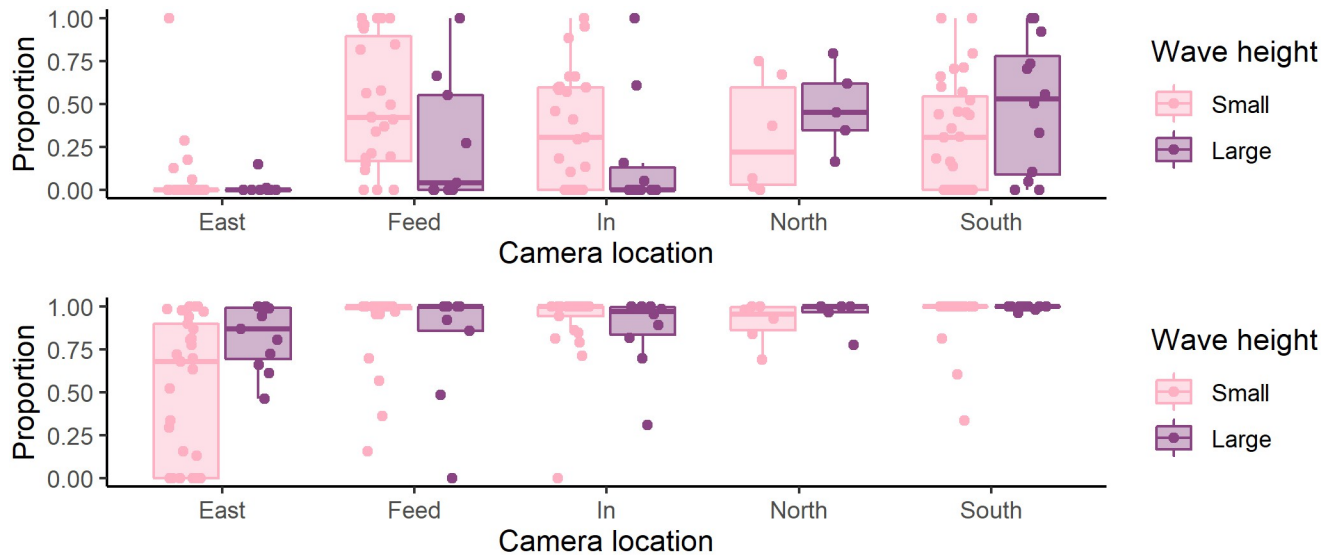 Proportion
1.00
0.75
0.50
0.25
0.00
East Feed In North South
Camera location
Wave height
Small
Large
Proportion
1.00
0.75
0.50
0.25
0.00
East Feed In North South
Camera location
Wave height
Small
Large